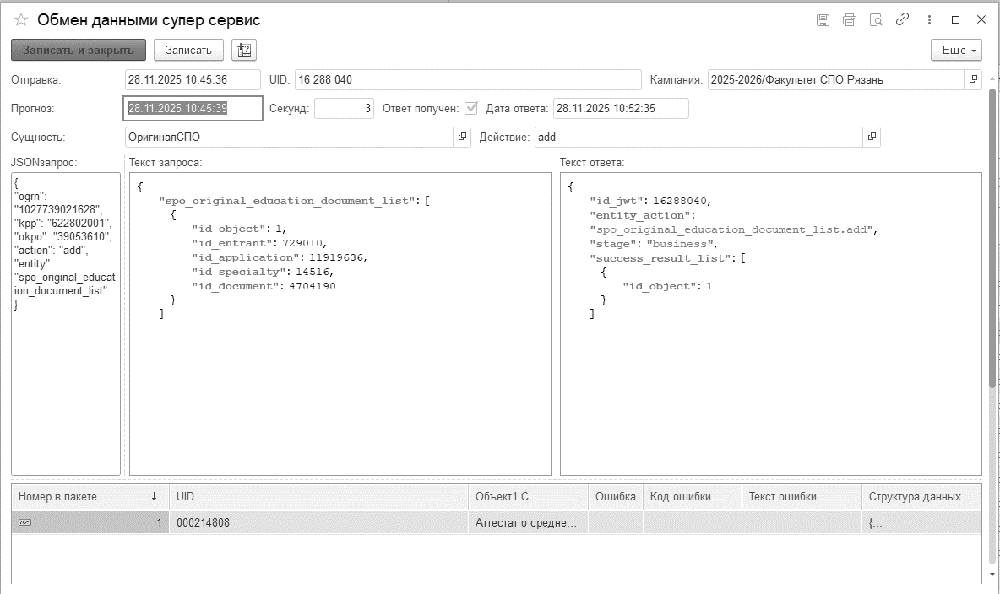 Обмен данными супер сервис
Записать и закрыть
Записать
Еще
Отправка: 28.11.2025 10:45:36 UID: 16 288 040 Кампания: 2025-2026/Факультет СПО Рязань
Прогноз: 28.11.2025 10:45:39 Секунд: 3 Ответ получен: Дата ответа: 28.11.2025 10:52:35
Сущность: ОригиналСПО Действие: add
JSONзапрос:
{
"ogrn":
"1027739021628",
"kpp": "622802001",
"okpo": "39053610",
"action": "add",
"entity":
"spo_original_educat
ion_document_list"
}
Текст запроса:
{
"spo_original_education_document_list": [
{
"id_object": 1,
"id_entrant": 729010,
"id_application": 11919636,
"id_specialty": 14516,
"id_document": 4704190
}
]
Текст ответа:
{
"id_jwt": 16288040,
"entity_action":
"spo_original_education_document_list.add",
"stage": "business",
"success_result_list": [
{
"id_object": 1
}
]
Номер в пакете ↓ UID Объект1 С Ошибка Код ошибки Текст ошибки Структура данных
1 000214808 Аттестат о средне... {...